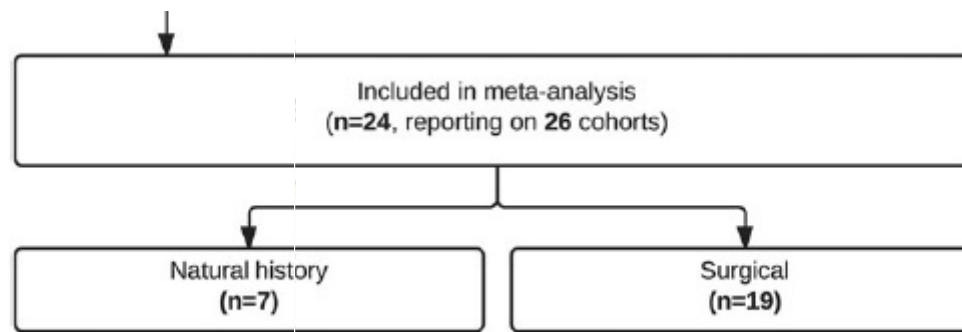 Included in meta-analysis
(n=24, reporting on 26 cohorts)
Natural history
(n=7)
Surgical
(n=19)